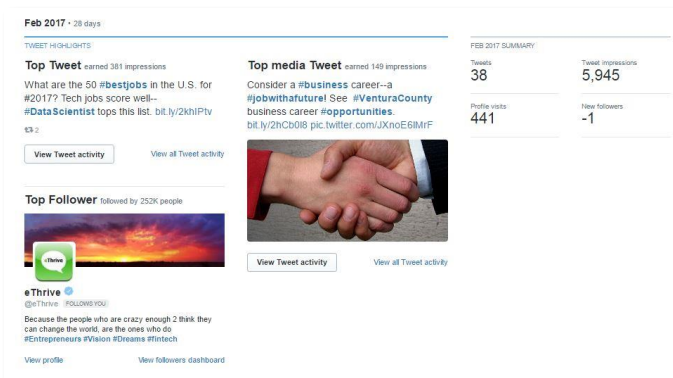 Feb 2017 • 28 days
TWEET HIGHLIGHTS
Top Tweet earned 381 impressions
What are the 50 #bestjobs in the U.S. for
#2017? Tech jobs score well--
#DataScientist tops this list. bit.ly/2khIPtv
2
View Tweet activity
View all Tweet activity
Top Follower followed by 252K people
eThrive
eThrive
@eThrive FOLLOWS YOU
Because the people who are crazy enough 2 think they
can change the world, are the ones who do
#Entrepreneurs #Vision #Dreams #fintech
View profile
View followers dashboard
Top media Tweet earned 149 impressions
Consider a #business career--a
#jobwithafuture! See #VenturaCounty
business career #opportunities.
bit.ly/2hCb0I8 pic.twitter.com/JXnoE6IMrF
View Tweet activity
View all Tweet activity
FEB 2017 SUMMARY
Tweets
38
Tweet impressions
5,945
Profile visits
441
New followers
-1